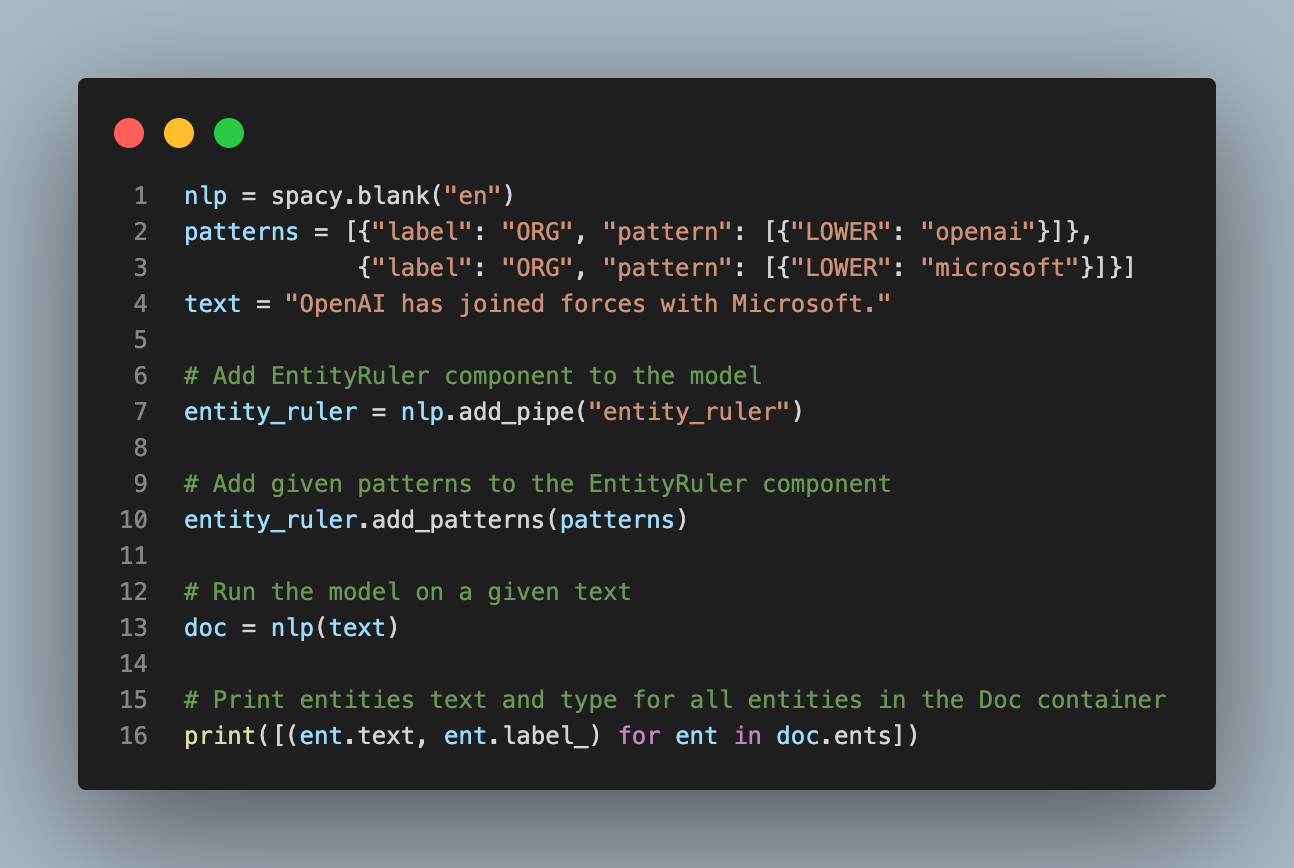 1 nlp = spacy.blank("en")
2 patterns = [{"label": "ORG", "pattern": [{"LOWER": "openai"}]},
3             {"label": "ORG", "pattern": [{"LOWER": "microsoft"}]}]
4 text = "OpenAI has joined forces with Microsoft."
5
6 # Add EntityRuler component to the model
7 entity_ruler = nlp.add_pipe("entity_ruler")
8
9 # Add given patterns to the EntityRuler component
10 entity_ruler.add_patterns(patterns)
11
12 # Run the model on a given text
13 doc = nlp(text)
14
15 # Print entities text and type for all entities in the Doc container
16 print([(ent.text, ent.label_) for ent in doc.ents])